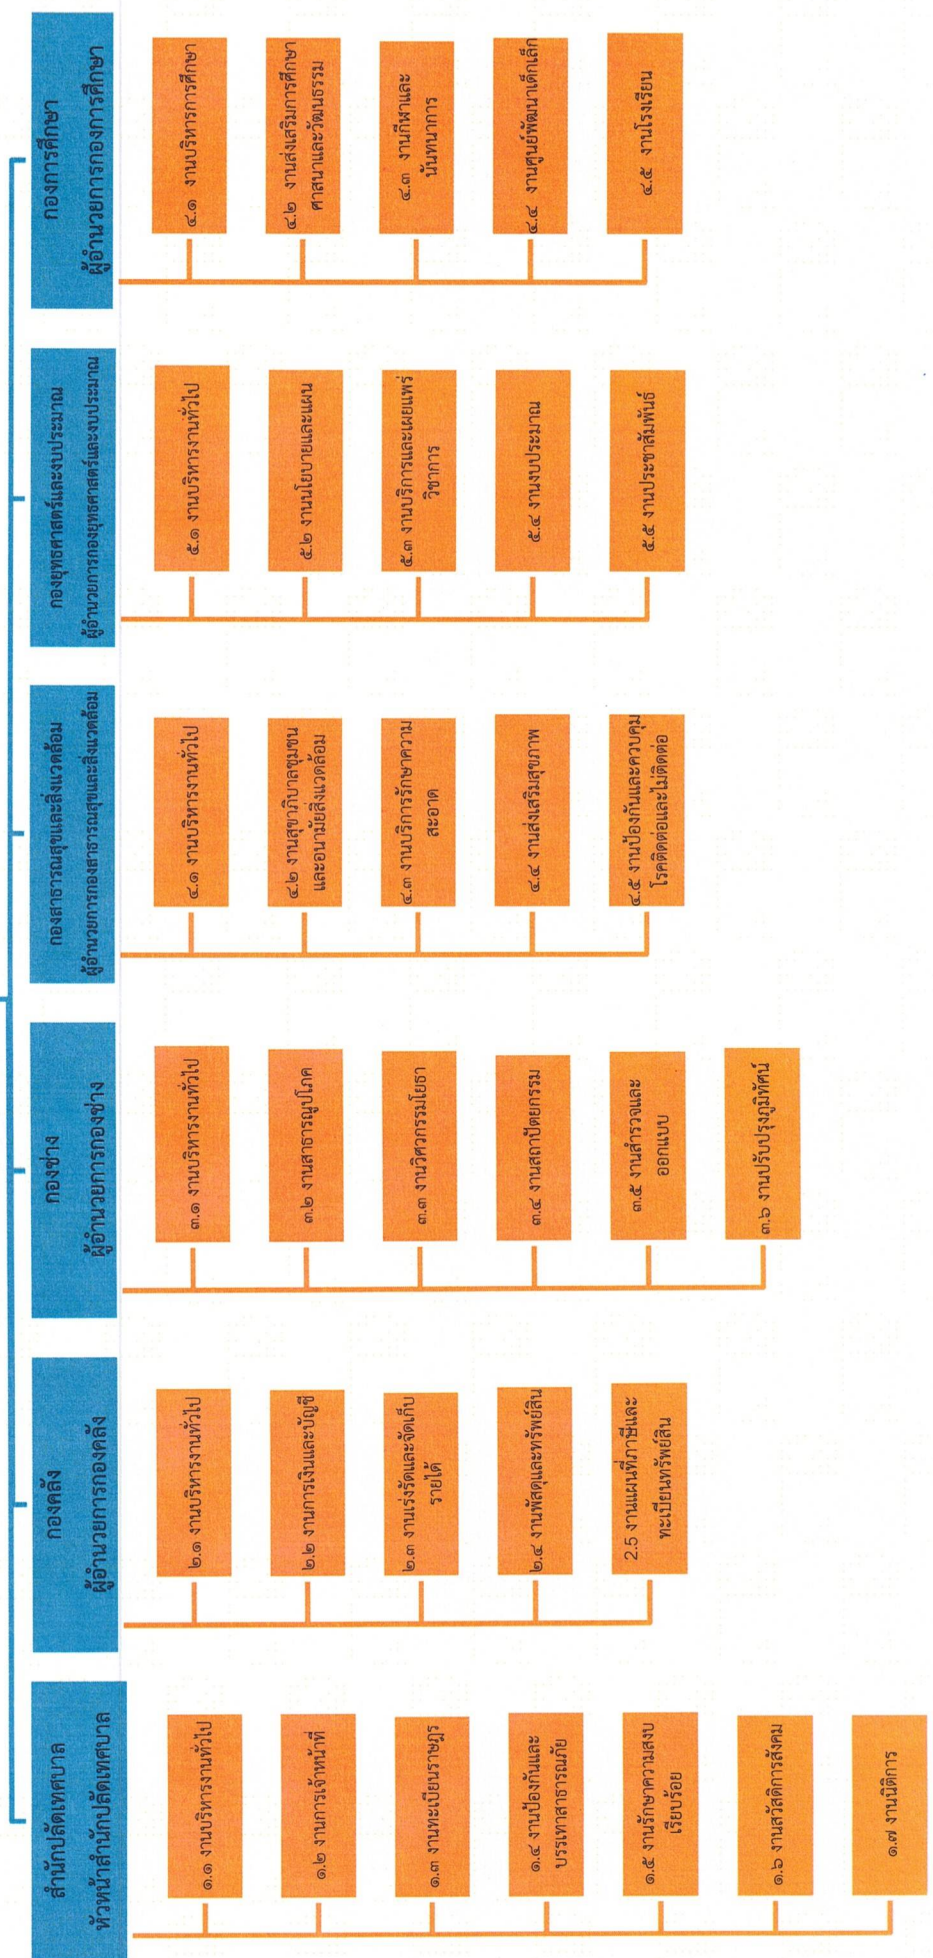 สำนักปลัดเทศบาล
หัวหน้าสำนักปลัดเทศบาล
๑.๑ งานบริหารงานทั่วไป
๑.๒ งานการเจ้าหน้าที่
๑.๓ งานทะเบียนราษฎร
๑.๔ งานป้องกันและ
บรรเทาสาธารณภัย
๑.๕ งานรักษาความสงบ
เรียบร้อย
๑.๖ งานสวัสดิการสังคม
๑.๗ งานนิติการ
กองคลัง
ผู้อำนวยการกองคลัง
๒.๑ งานบริหารงานทั่วไป
๒.๒ งานการเงินและบัญชี
๒.๓ งานเร่งรัดและจัดเก็บ
รายได้
๒.๔ งานพัสดุและทรัพย์สิน
2.5 งานแผนที่ภาษีและ
ทะเบียนทรัพย์สิน
กองช่าง
ผู้อำนวยการกองช่าง
๓.๑ งานบริหารงานทั่วไป
๓.๒ งานสาธารณูปโภค
๓.๓ งานวิศวกรรมโยธา
๓.๔ งานสถาปัตยกรรม
๓.๕ งานสำรวจและ
ออกแบบ
๓.๖ งานปรับปรุงภูมิทัศน์
กองสาธารณสุขและสิ่งแวดล้อม
ผู้อำนวยการกองสาธารณสุขและสิ่งแวดล้อม
๔.๑ งานบริหารงานทั่วไป
๔.๒ งานสุขาภิบาลชุมชน
และอนามัยสิ่งแวดล้อม
๔.๓ งานบริการรักษาความ
สะอาด
๔.๔ งานส่งเสริมสุขภาพ
๔.๕ งานป้องกันและควบคุม
โรคติดต่อและไม่ติดต่อ
กองยุทธศาสตร์และงบประมาณ
ผู้อำนวยการกองยุทธศาสตร์และงบประมาณ
๕.๑ งานบริหารงานทั่วไป
๕.๒ งานนโยบายและแผน
๕.๓ งานบริการและเผยแพร่
วิชาการ
๕.๔ งานงบประมาณ
๕.๕ งานประชาสัมพันธ์
กองการศึกษา
ผู้อำนวยการกองการศึกษา
๔.๑ งานบริหารการศึกษา
๔.๒ งานส่งเสริมการศึกษา
ศาสนาและวัฒนธรรม
๔.๓ งานกีฬาและ
นันทนาการ
๔.๔ งานศูนย์พัฒนาเด็กเล็ก
๔.๕ งานโรงเรียน